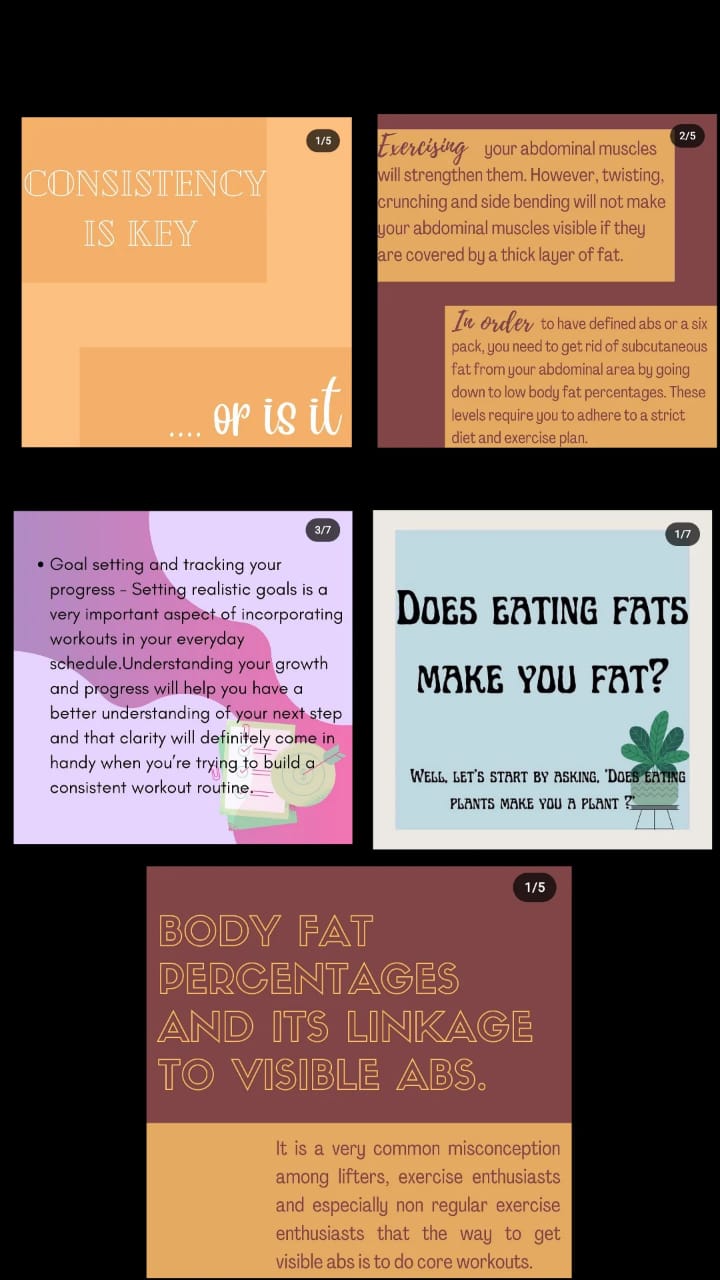 1/5
CONSISTENCY
IS KEY
.... or is it
2/5
Exercising your abdominal muscles
will strengthen them. However, twisting,
crunching and side bending will not make
your abdominal muscles visible if they
are covered by a thick layer of fat.
In order to have defined abs or a six
pack, you need to get rid of subcutaneous
fat from your abdominal area by going
down to low body fat percentages. These
levels require you to adhere to a strict
diet and exercise plan.
3/7
• Goal setting and tracking your
progress - Setting realistic goals is a
very important aspect of incorporating
workouts in your everyday
schedule.Understanding your growth
and progress will help you have a
better understanding of your next step
and that clarity will definitely come in
handy when you're trying to build a
consistent workout routine.
1/7
DOES EATING FATS
MAKE YOU FAT?
WELL, LET'S START BY ASKING, 'DOES EATING
PLANTS MAKE YOU A PLANT ?'
1/5
BODY FAT
PERCENTAGES
AND ITS LINKAGE
TO VISIBLE ABS.
It is a very common misconception
among lifters, exercise enthusiasts
and especially non regular exercise
enthusiasts that the way to get
visible abs is to do core workouts.